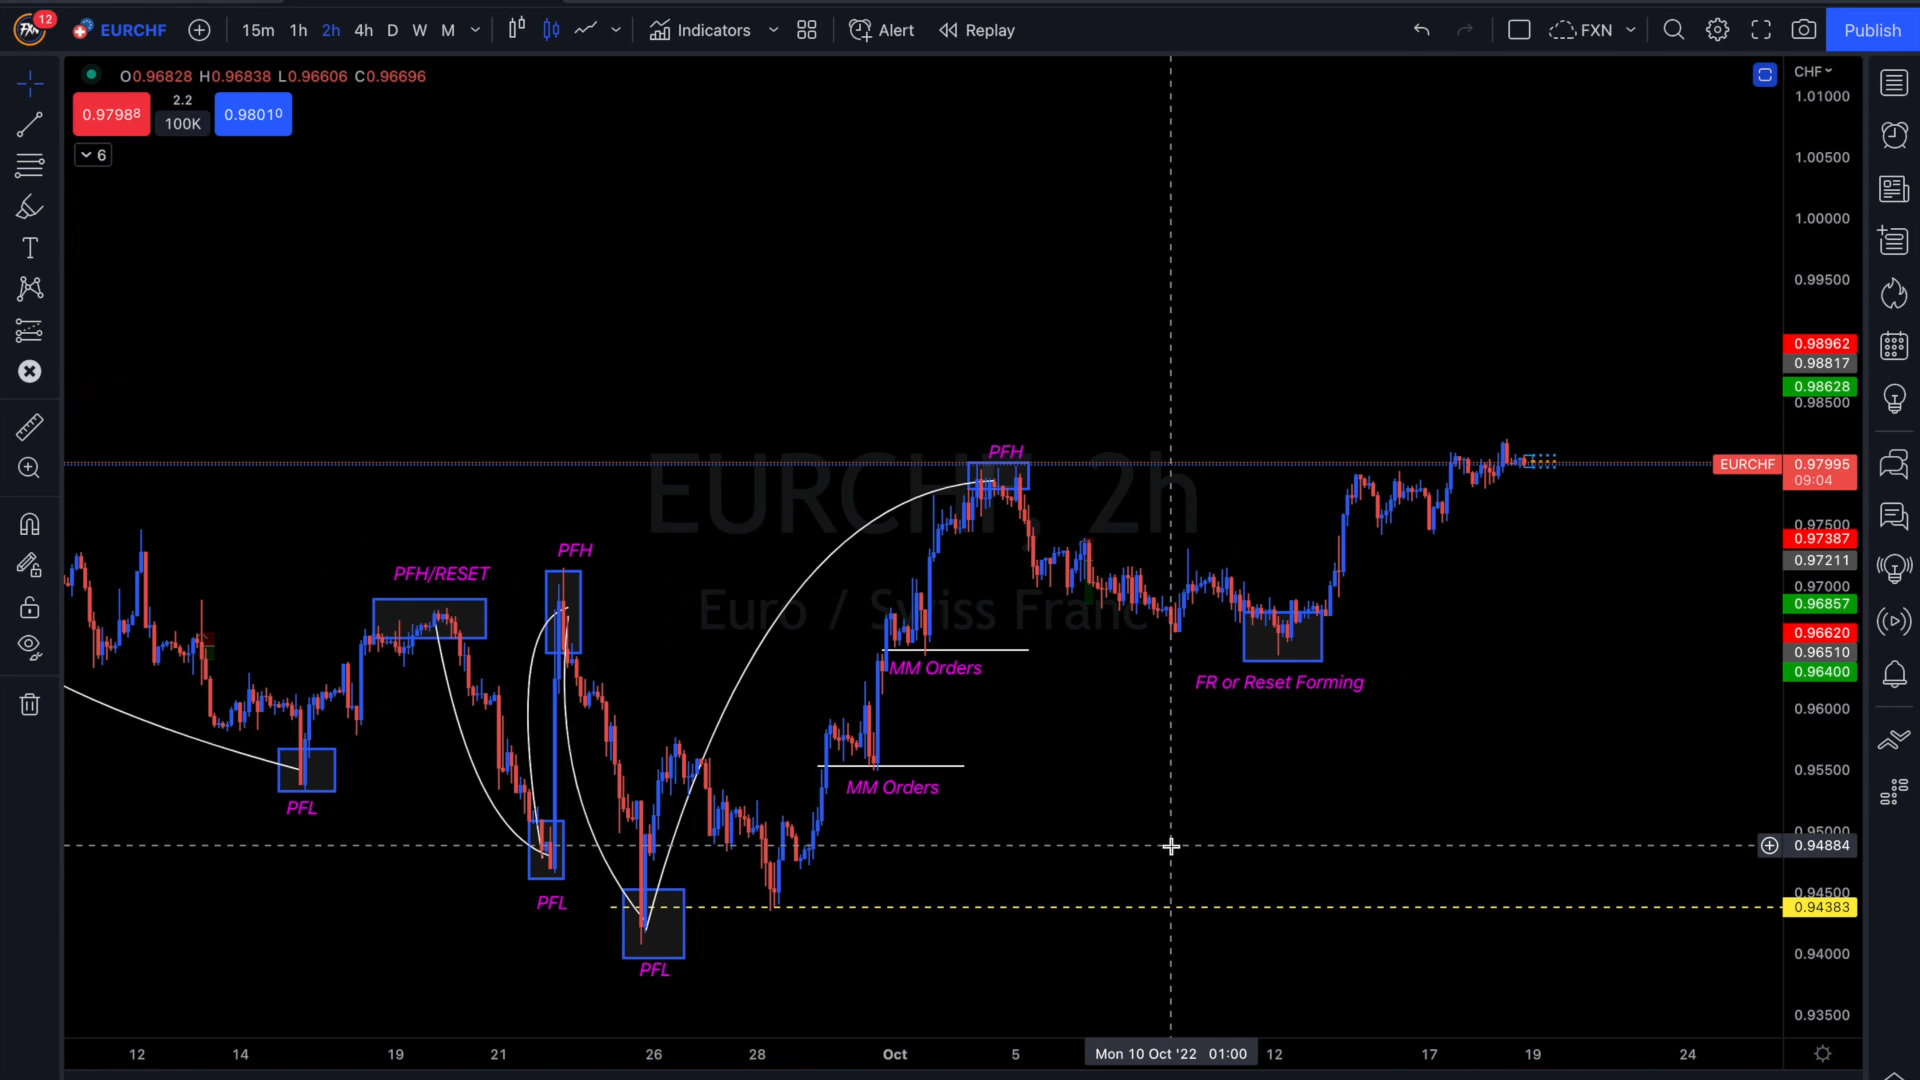 FXN 12 EURCHF 15m 1h 2h 4h D W M Indicators Alert Replay FXN Publish
O0.96828 H0.96838 L0.96606 C0.96696
CHF
0.97988 2.2 0.98010
100K
6
1.01000
1.00500
1.00000
0.99500
0.98962
0.98817
0.98628
0.98500
EURCHF 0.97995
09:04
0.97500
0.97387
0.97211
0.97000
0.96857
0.96620
0.96510
0.96400
0.96000
0.95500
0.95000
0.94884
0.94500
0.94383
0.94000
0.93500
EURCHF, 2h
Euro / Swiss Franc
PFH
PFH
PFH/RESET
MM Orders
FR or Reset Forming
MM Orders
PFL
PFL
PFL
12 14 19 21 26 28 Oct 5 Mon 10 Oct '22 01:00 12 17 19 24